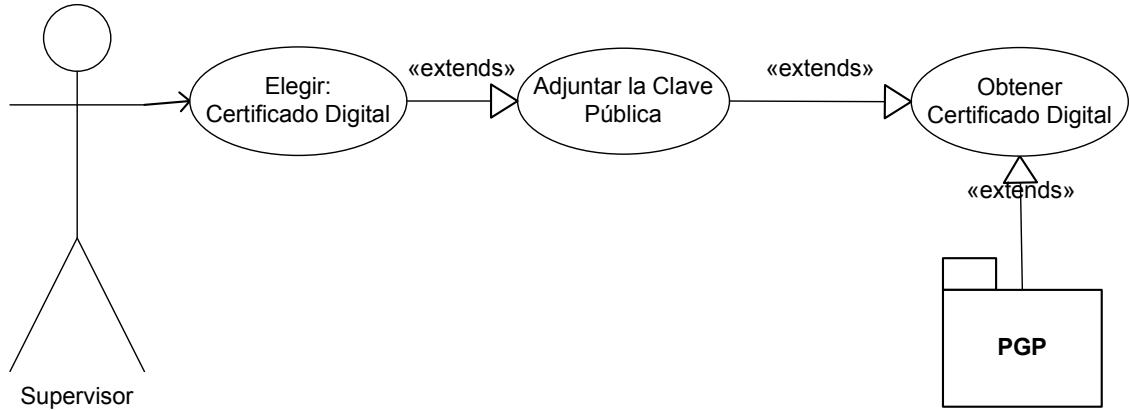 Elegir:
Certificado Digital
«extends»
Adjuntar la Clave
Pública
«extends»
Obtener
Certificado Digital
«extends»
PGP
Supervisor